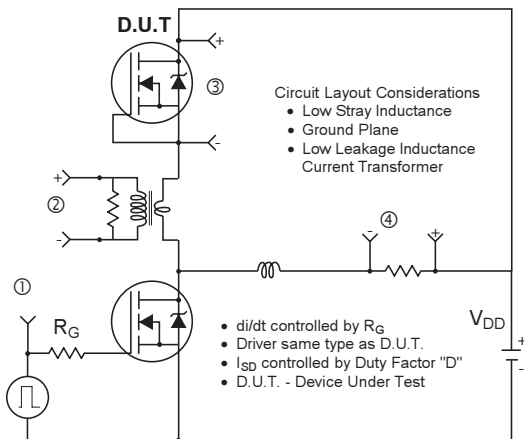 D.U.T
+
③
-
Circuit Layout Considerations
• Low Stray Inductance
• Ground Plane
• Low Leakage Inductance
Current Transformer
+
②
-
④
-
+
①
RG
VDD
+
-
• di/dt controlled by RG
• Driver same type as D.U.T.
• ISD controlled by Duty Factor "D"
• D.U.T. - Device Under Test